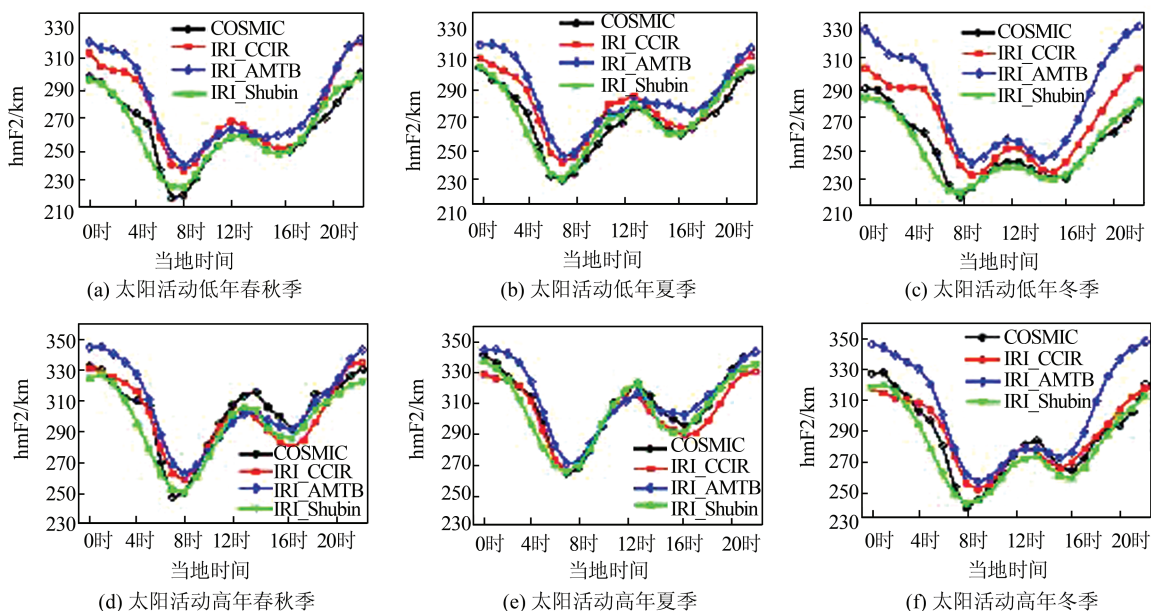 330
310
290
270
250
230
210
hmF2/km
COSMIC
IRI_CCIR
IRI_AMTB
IRI_Shubin
0时 4时 8时 12时 16时 20时
当地时间
(a) 太阳活动低年春秋季
330
310
290
270
250
230
210
hmF2/km
COSMIC
IRI_CCIR
IRI_AMTB
IRI_Shubin
0时 4时 8时 12时 16时 20时
当地时间
(b) 太阳活动低年夏季
330
310
290
270
250
230
210
hmF2/km
COSMIC
IRI_CCIR
IRI_AMTB
IRI_Shubin
0时 4时 8时 12时 16时 20时
当地时间
(c) 太阳活动低年冬季
350
330
310
290
270
250
230
hmF2/km
COSMIC
IRI_CCIR
IRI_AMTB
IRI_Shubin
0时 4时 8时 12时 16时 20时
当地时间
(d) 太阳活动高年春秋季
350
330
310
290
270
250
230
hmF2/km
COSMIC
IRI_CCIR
IRI_AMTB
IRI_Shubin
0时 4时 8时 12时 16时 20时
当地时间
(e) 太阳活动高年夏季
350
330
310
290
270
250
230
hmF2/km
COSMIC
IRI_CCIR
IRI_AMTB
IRI_Shubin
0时 4时 8时 12时 16时 20时
当地时间
(f) 太阳活动高年冬季